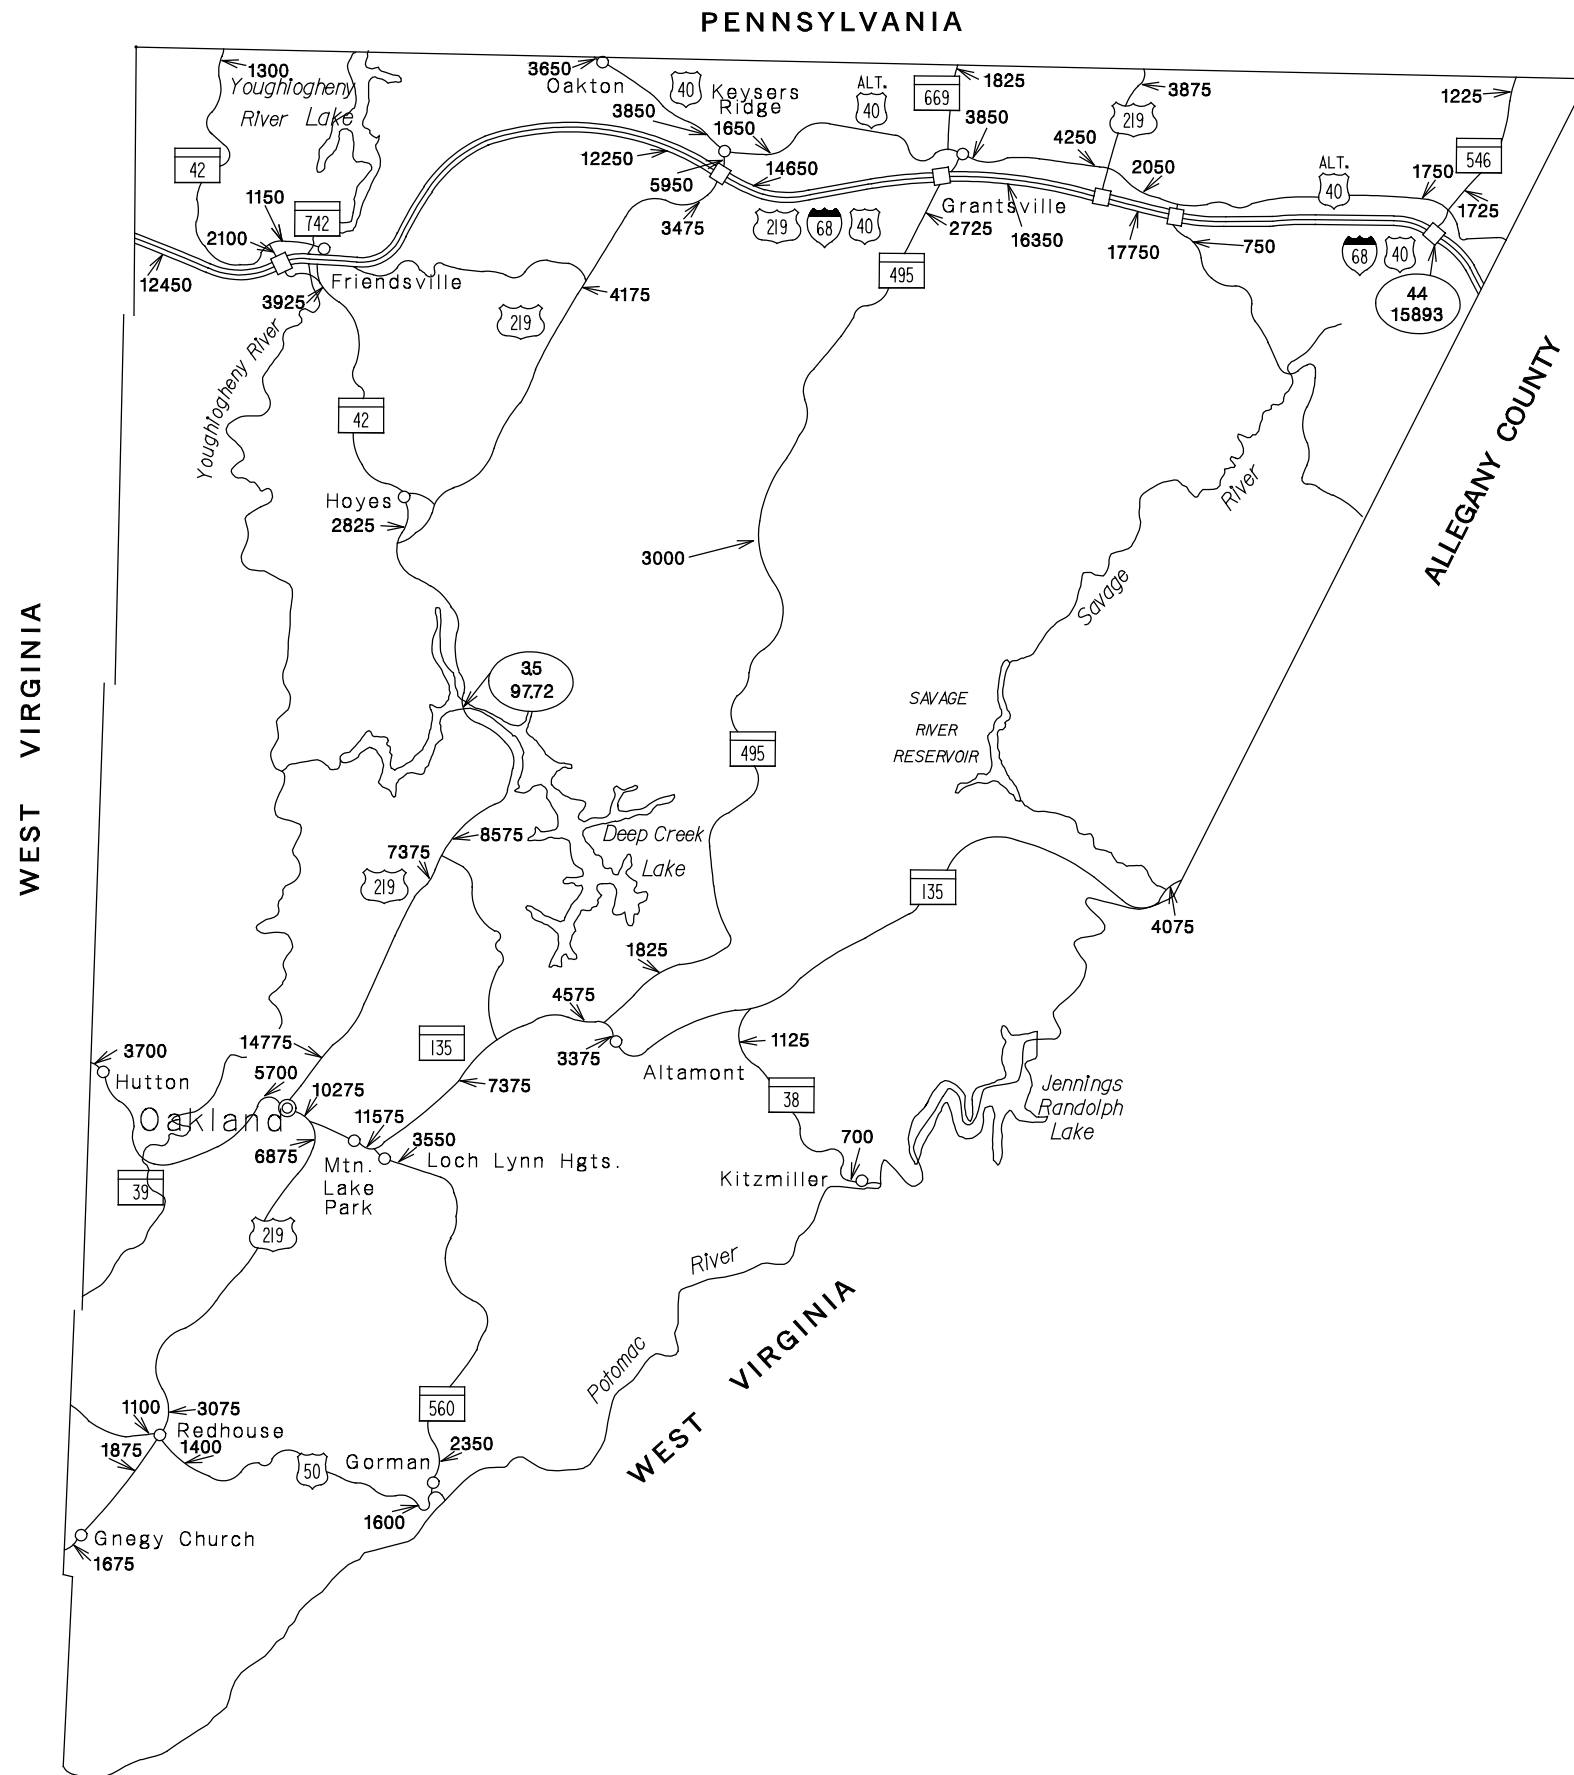 PENNSYLVANIA
1300
Youghiogheny
River Lake
3650
Oakton
40
Keysers
Ridge
ALT.
40
669
1825
3875
219
1225
546
42
3850
1650
3850
4250
12250
14650
5950
2050
ALT.
40
1750
1725
1150
742
2100
3475
219
68
40
Grantsville
2725
16350
17750
750
68
40
12450
Friendsville
3925
4175
495
44
15893
219
Youghiogheny River
42
ALLEGANY COUNTY
Hoyes
2825
River
3000
Savage
WEST VIRGINIA
35
9772
SAVAGE
RIVER
RESERVOIR
495
8575
7375
Deep Creek
Lake
219
135
4075
1825
4575
14775
135
3375
1125
3700
Hutton
5700
10275
7375
Altamont
38
Jennings
Randolph
Lake
Oakland
11575
3550
6875
Loch Lynn Hgts.
700
Mtn.
Lake
Park
Kitzmiller
39
219
River
WEST VIRGINIA
Potomac
560
1100
3075
Redhouse
1875
1400
2350
Gorman
50
1600
Gnegy Church
1675